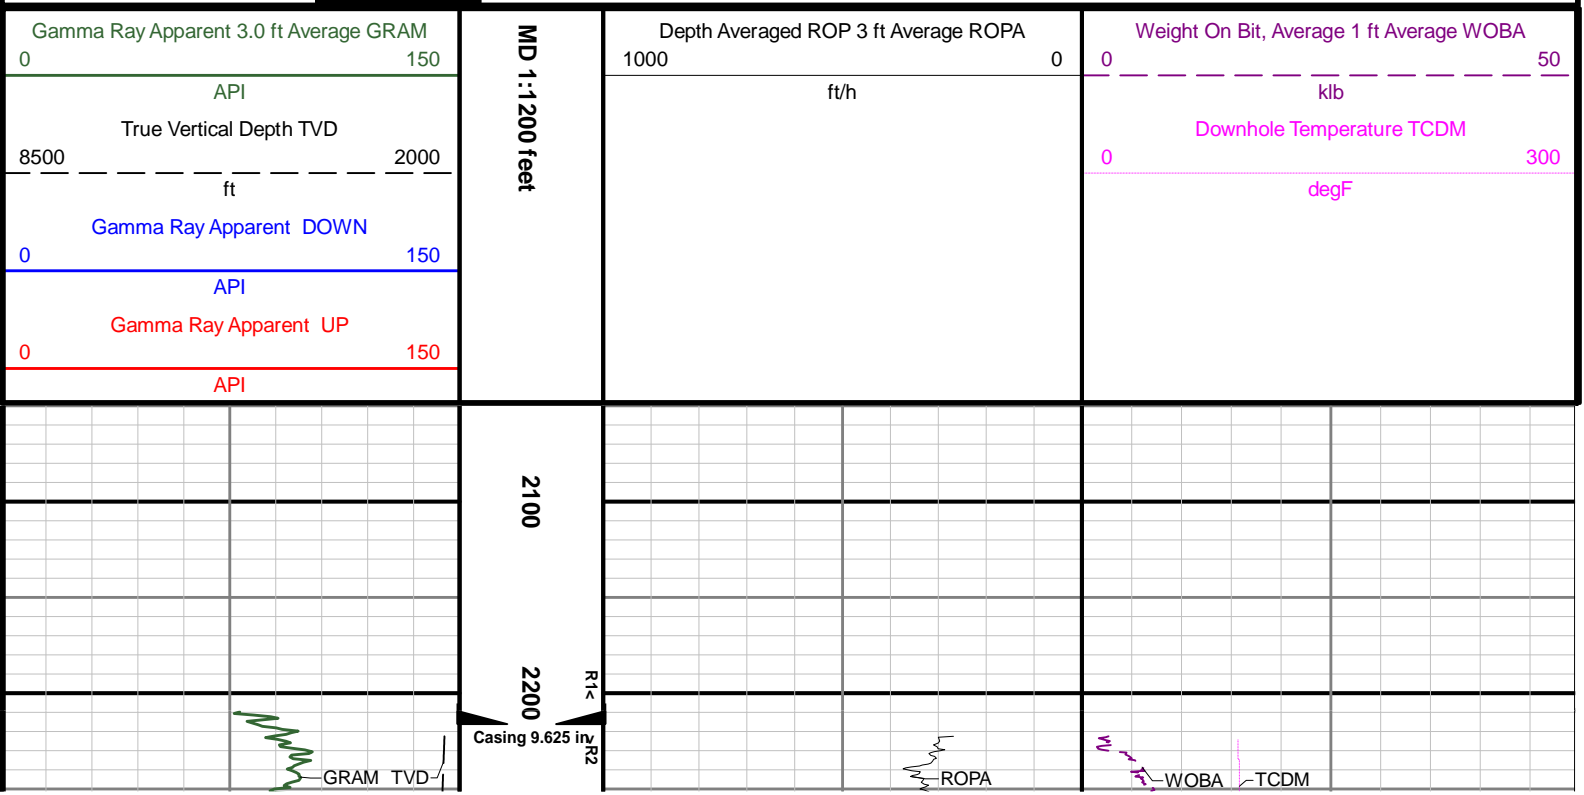 Gamma Ray Apparent 3.0 ft Average GRAM
0 150
API
True Vertical Depth TVD
8500 2000
ft
Gamma Ray Apparent DOWN
0 150
API
Gamma Ray Apparent UP
0 150
API
MD 1:1200 feet
Depth Averaged ROP 3 ft Average ROPA
1000 0
ft/h
Weight On Bit, Average 1 ft Average WOBA
0 50
klb
Downhole Temperature TCDM
0 300
degF
2100
2200
R1<
Casing 9.625 in
>R2
GRAM TVD
ROPA
WOBA TCDM